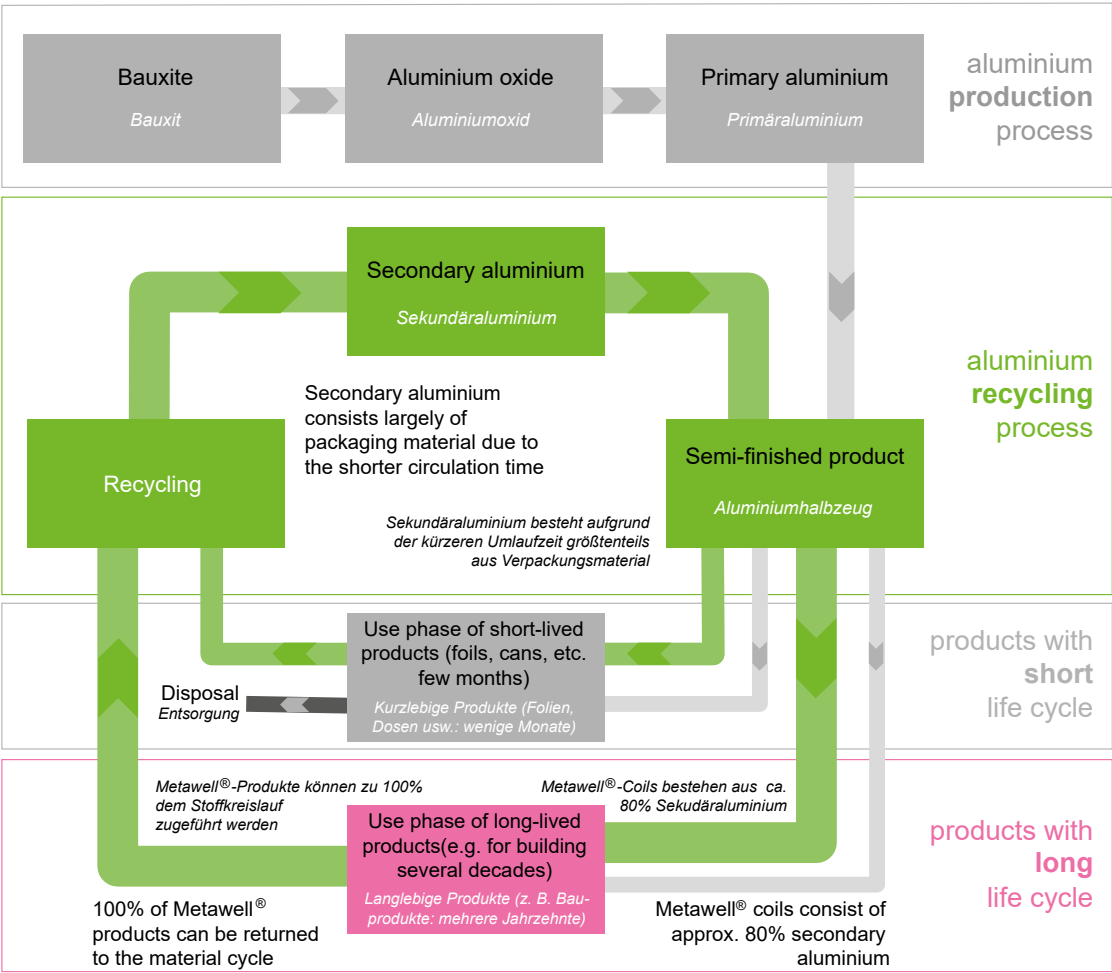 Bauxite
Bauxit
Aluminium oxide
Aluminiumoxid
Primary aluminium
Primäraluminium
aluminium
production
process
Secondary aluminium
Sekundäraluminium
Secondary aluminium
consists largely of
packaging material due to
the shorter circulation time
Recycling
Semi-finished product
Aluminiumhalbzeug
aluminium
recycling
process
Sekundäraluminium besteht aufgrund
der kürzeren Umlaufzeit größtenteils
aus Verpackungsmaterial
Use phase of short-lived
products (foils, cans, etc.
few months)
Kurzlebige Produkte (Folien,
Dosen usw.: wenige Monate)
Disposal
Entsorgung
products with
short
life cycle
Metawell®-Produkte können zu 100%
dem Stoffkreislauf
zugeführt werden
Metawell®-Coils bestehen aus ca.
80% Sekudäraluminium
Use phase of long-lived
products(e.g. for building
several decades)
Langlebige Produkte (z. B. Bau-
produkte: mehrere Jahrzehnte)
100% of Metawell®
products can be returned
to the material cycle
Metawell® coils consist of
approx. 80% secondary
aluminium
products with
long
life cycle